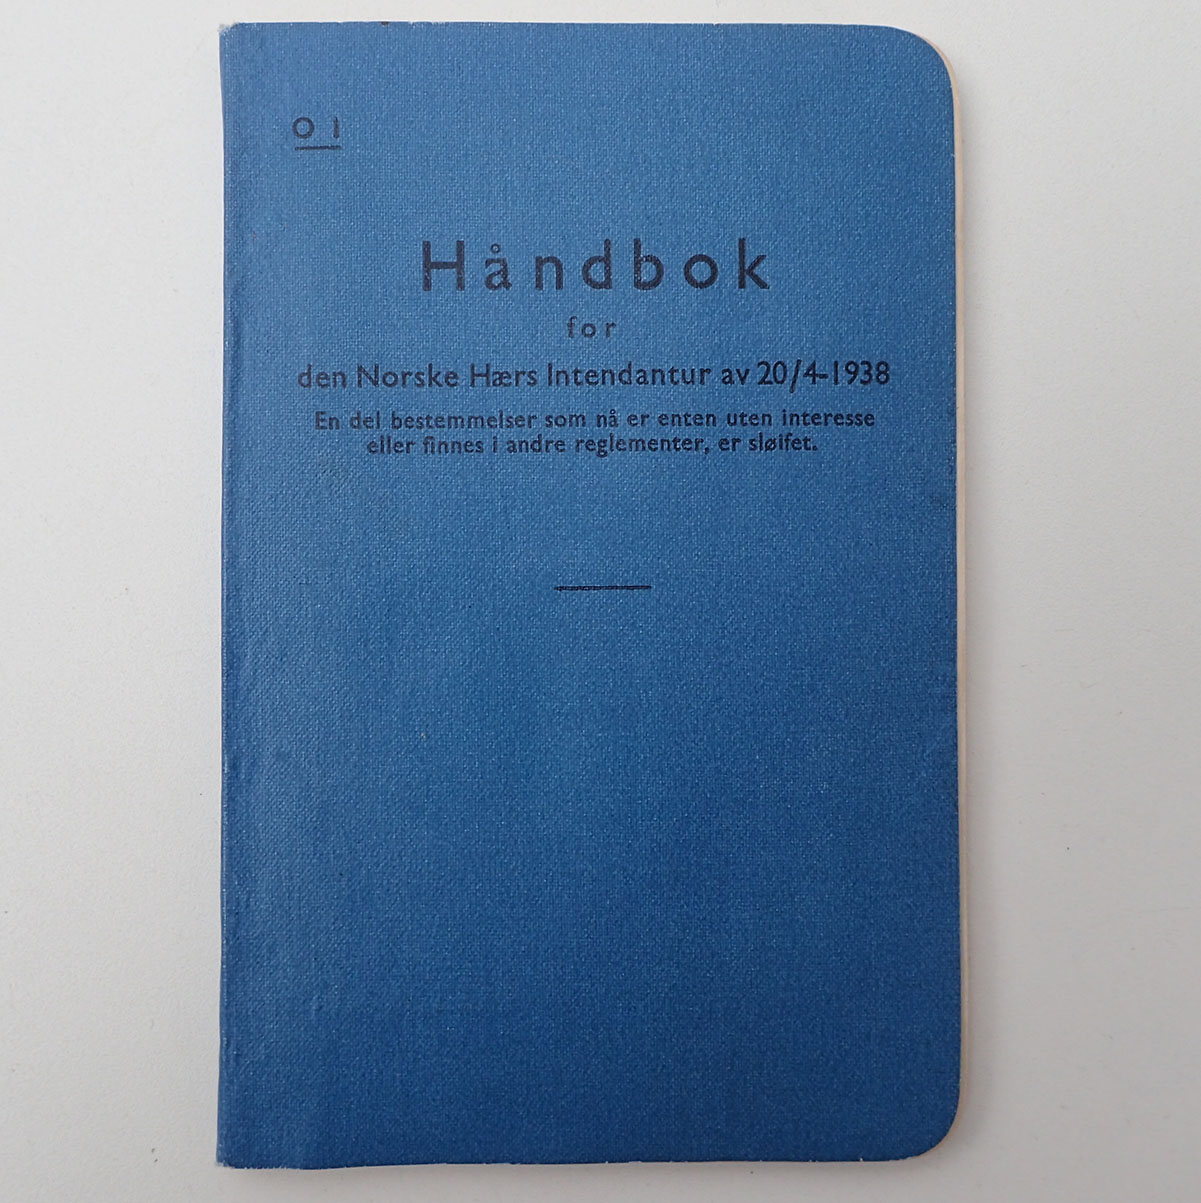 O I
Håndbok
for
den Norske Hærs Intendantur av 20/4-1938
En del bestemmelser som nå er enten uten interesse
eller finnes i andre reglementer, er sløifet.